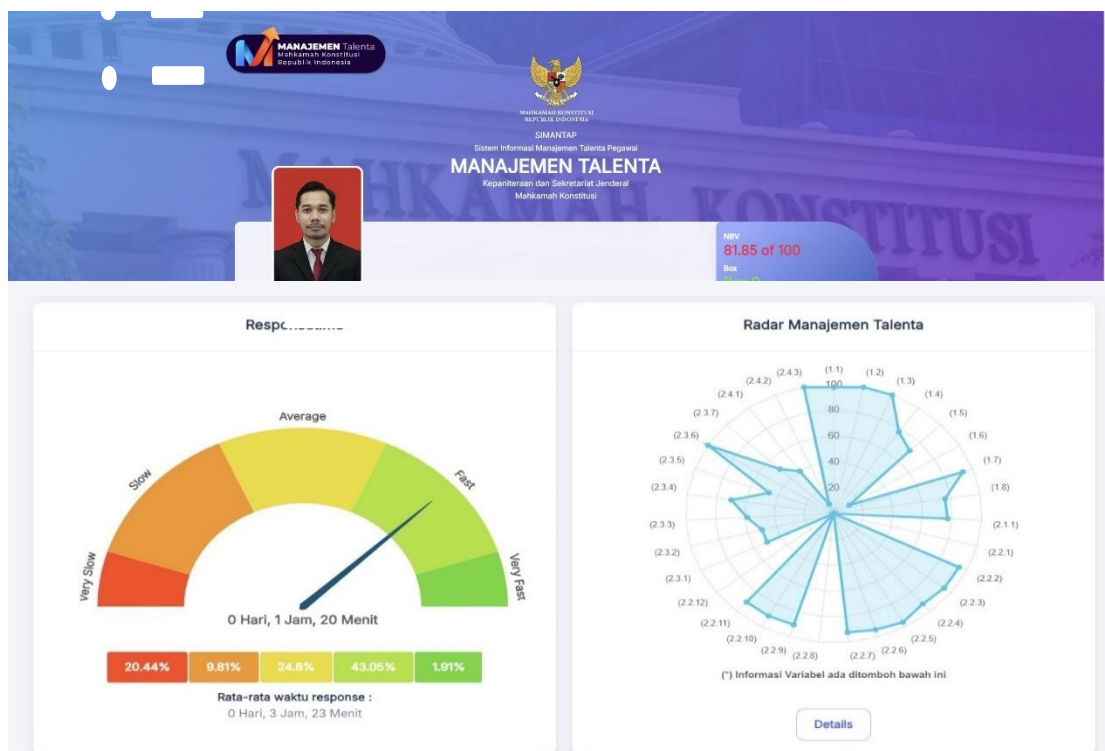 MANAJEMEN Talenta
Mahkamah Konstitusi
Republik Indonesia
MAHKAMAH KONSTITUSI
REPUBLIK INDONESIA
SIMANTAP
Sistem Informasi Manajemen Talenta Pegawai
MANAJEMEN TALENTA
Kepaniteraan dan Sekretariat Jenderal
Mahkamah Konstitusi
MAHKAMAH KONSTITUSI
NBV
81.85 of 100
Box
Radar Manajemen Talenta
Very Slow
Slow
Average
Fast
Very Fast
0 Hari, 1 Jam, 20 Menit
20.44% 9.81% 24.8% 43.05% 1.91%
Rata-rata waktu response :
0 Hari, 3 Jam, 23 Menit
(1.1)
(1.2)
(1.3)
(1.4)
(1.5)
(1.6)
(1.7)
(1.8)
(2.1.1)
(2.2.1)
(2.2.2)
(2.2.3)
(2.2.4)
(2.2.5)
(2.2.6)
(2.2.7)
(2.2.8)
(2.2.9)
(2.2.10)
(2.2.11)
(2.2.12)
(2.3.1)
(2.3.2)
(2.3.3)
(2.3.4)
(2.3.5)
(2.3.6)
(2.3.7)
(2.4.1)
(2.4.2)
(2.4.3)
100
80
60
40
20
(*) Informasi Variabel ada ditomboh bawah ini
Details